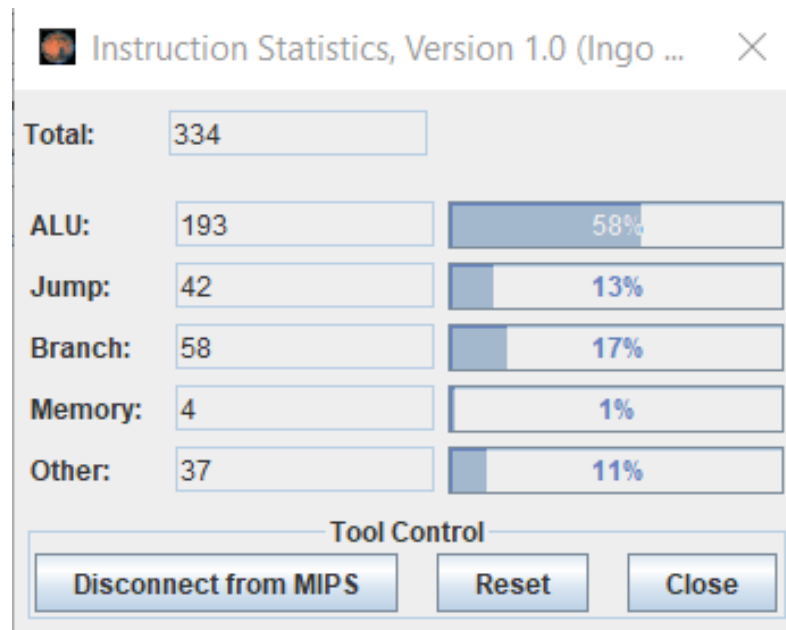 Instruction Statistics, Version 1.0 (Ingo ...
Total: 334
ALU: 193 58%
Jump: 42 13%
Branch: 58 17%
Memory: 4 1%
Other: 37 11%
Tool Control
Disconnect from MIPS Reset Close